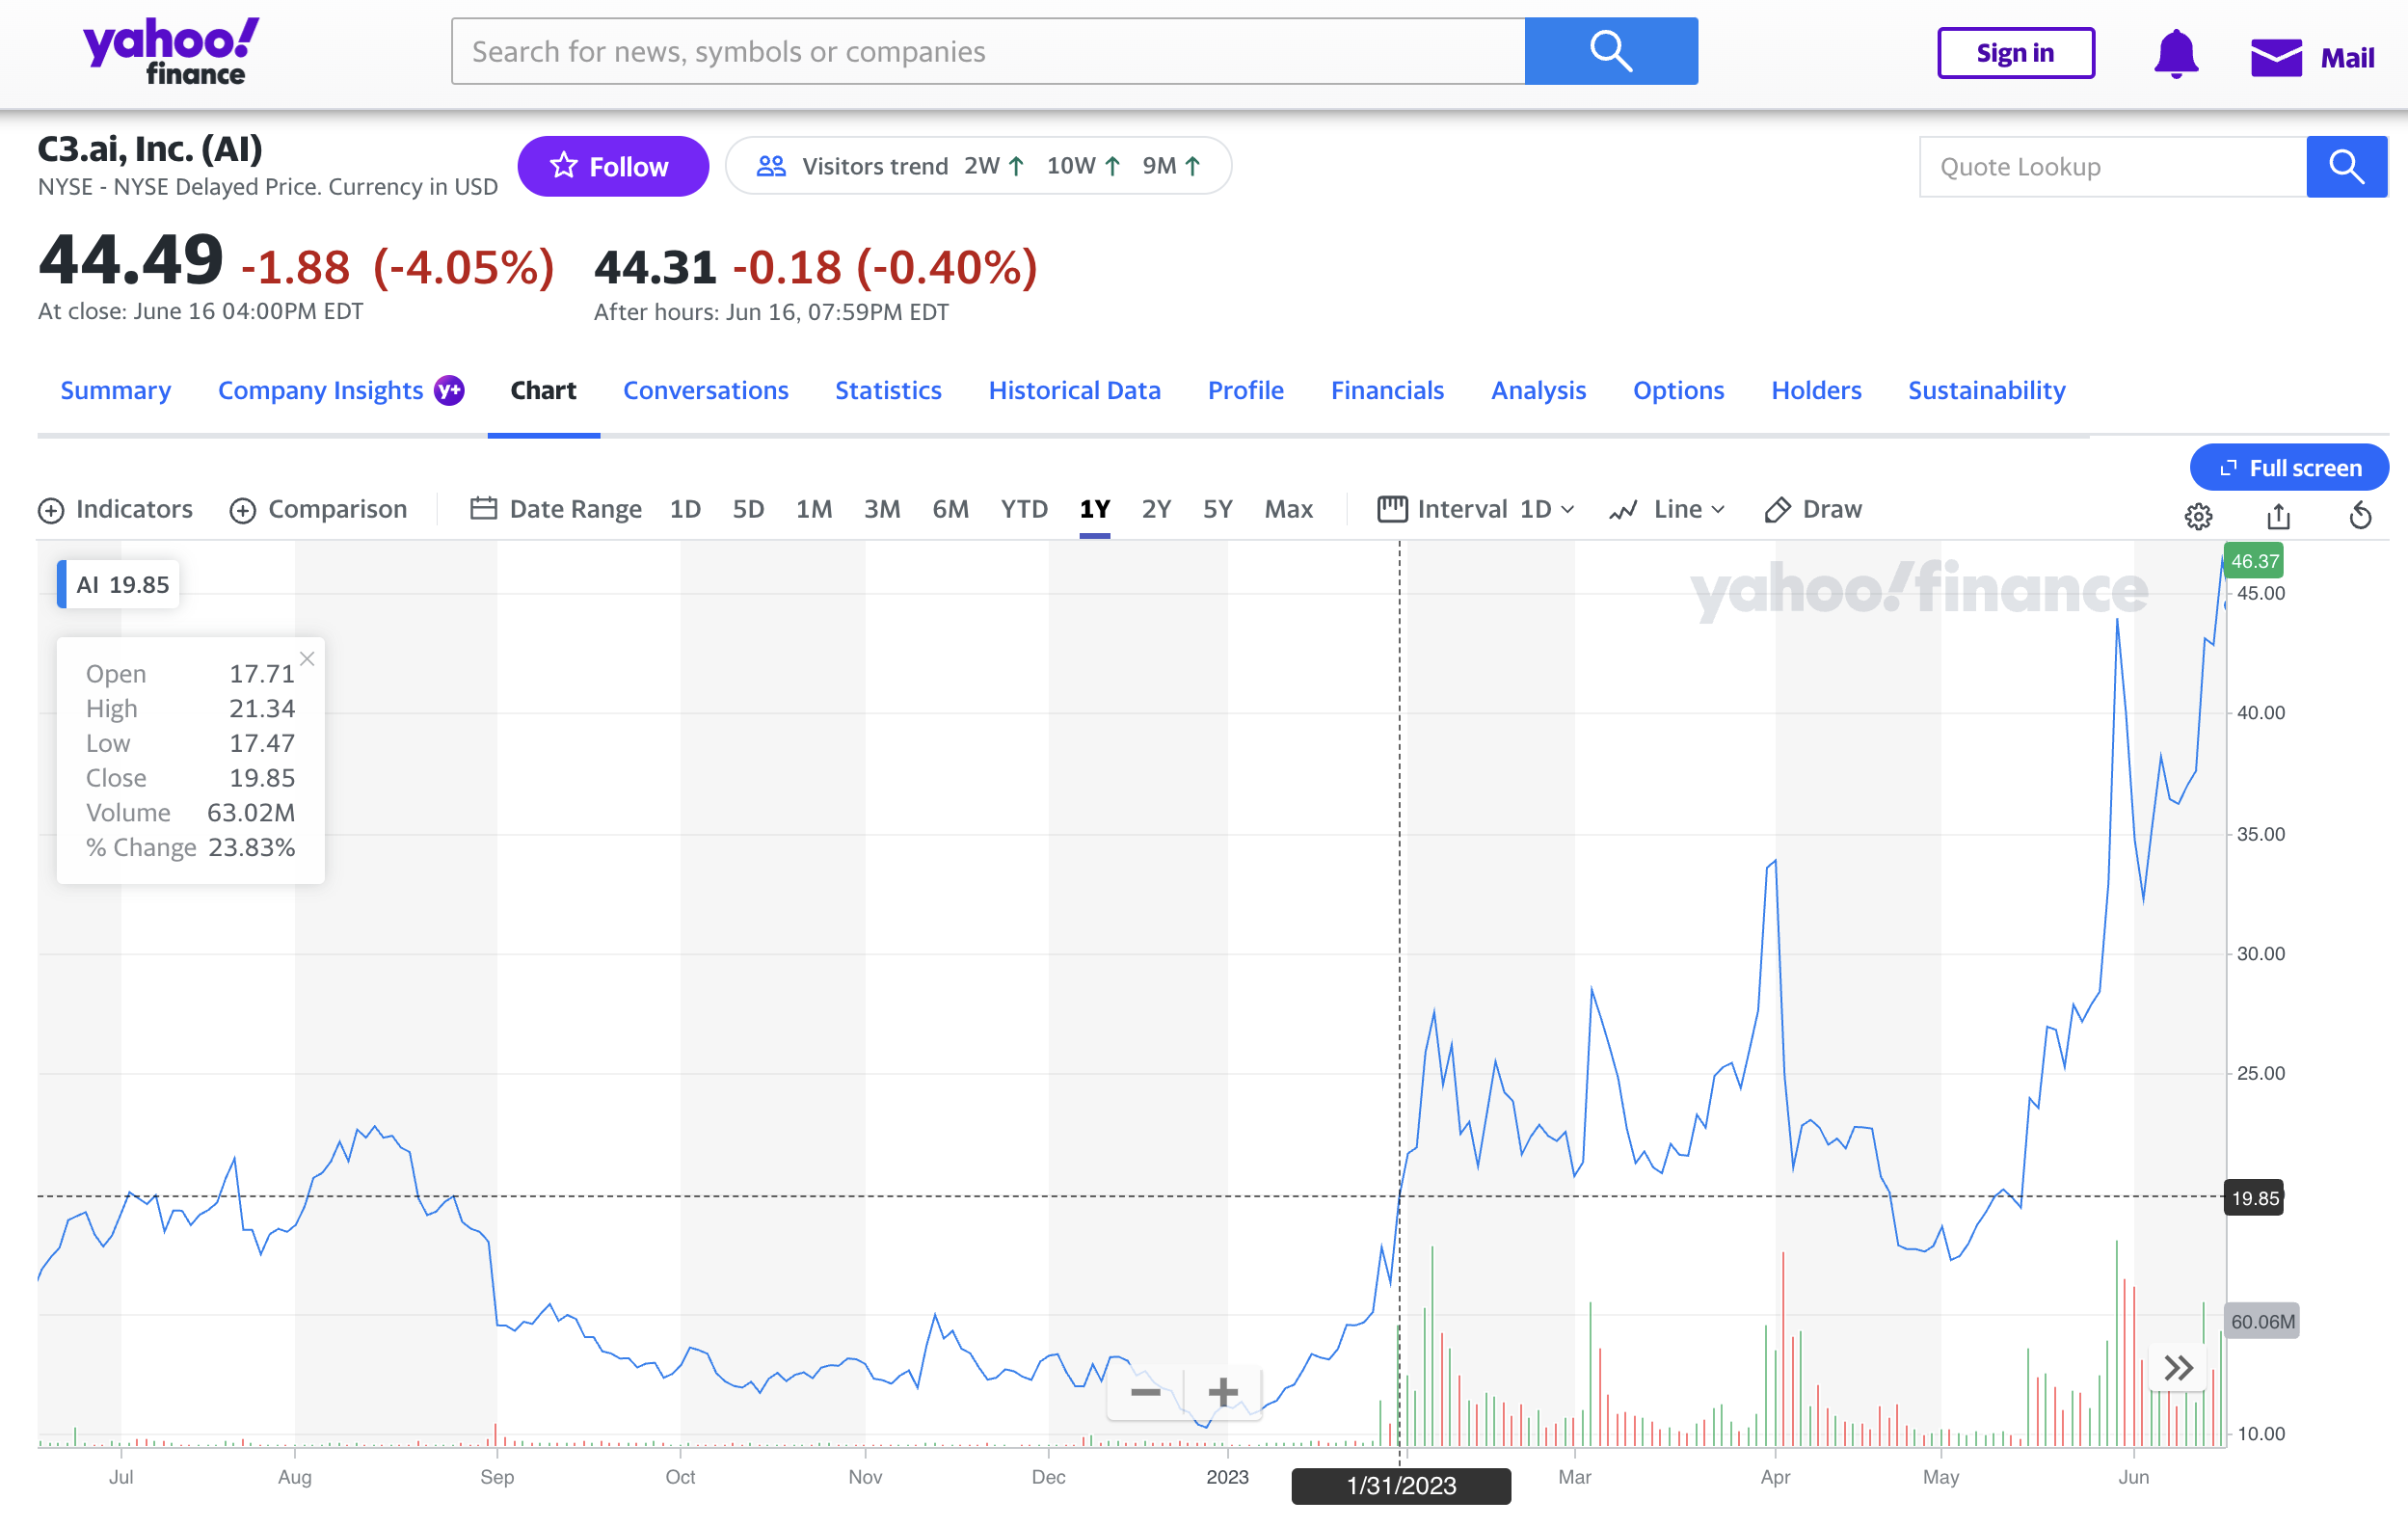 yahoo!
finance
Search for news, symbols or companies
Sign in
Mail
C3.ai, Inc. (AI)
NYSE - NYSE Delayed Price. Currency in USD
Follow
Visitors trend 2W ↑ 10W ↑ 9M ↑
Quote Lookup
44.49 -1.88 (-4.05%) 44.31 -0.18 (-0.40%)
At close: June 16 04:00PM EDT After hours: Jun 16, 07:59PM EDT
Summary Company Insights y+ Chart Conversations Statistics Historical Data Profile Financials Analysis Options Holders Sustainability
Full screen
Indicators Comparison Date Range 1D 5D 1M 3M 6M YTD 1Y 2Y 5Y Max Interval 1D Line Draw
AI 19.85
yahoo!finance
46.37
45.00
Open 17.71
High 21.34
Low 17.47
Close 19.85
Volume 63.02M
% Change 23.83%
40.00
35.00
30.00
25.00
19.85
60.06M
10.00
Jul Aug Sep Oct Nov Dec 2023 1/31/2023 Mar Apr May Jun